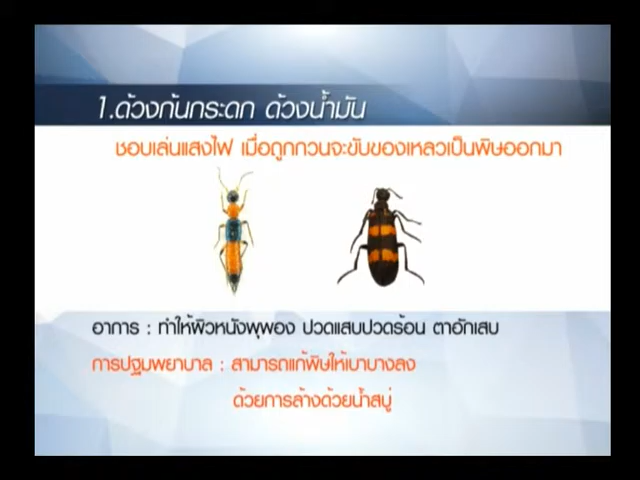 1.ด้วงก้นกระดก ด้วงน้ำมัน
ชอบเล่นแสงไฟ เมื่อถูกกวนจะขับของเหลวเป็นพิษออกมา
อาการ : ทำให้ผิวหนังพุพอง ปวดแสบปวดร้อน ตาอักเสบ
การปฐมพยาบาล : สามารถแก้พิษให้เบาบางลง
ด้วยการล้างด้วยน้ำสบู่